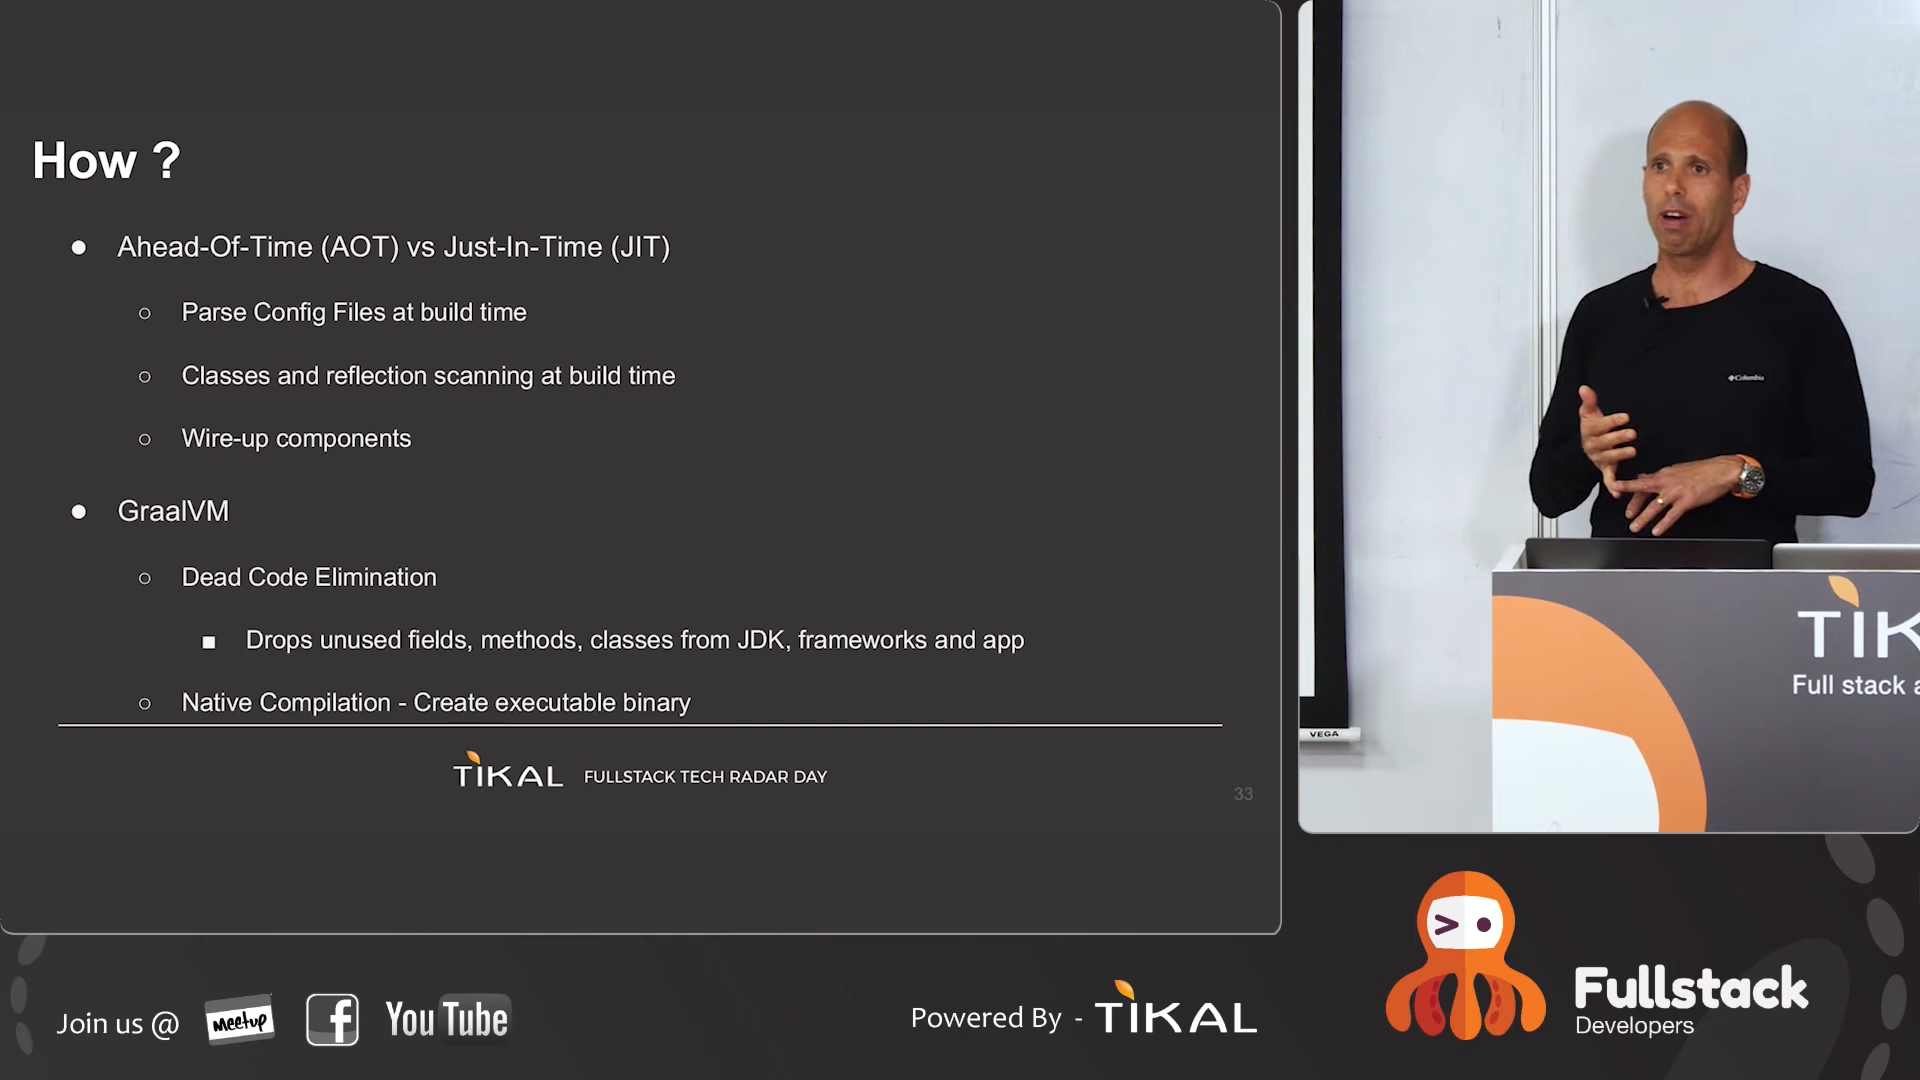 How ?
Ahead-Of-Time (AOT) vs Just-In-Time (JIT)
Parse Config Files at build time
Classes and reflection scanning at build time
Wire-up components
GraalVM
Dead Code Elimination
Drops unused fields, methods, classes from JDK, frameworks and app
Native Compilation - Create executable binary
TIKAL FULLSTACK TECH RADAR DAY
33
Columbia
VEGA
TIK
Full stack a
Join us @ meetup f YouTube
Powered By - TIKAL
Fullstack
Developers